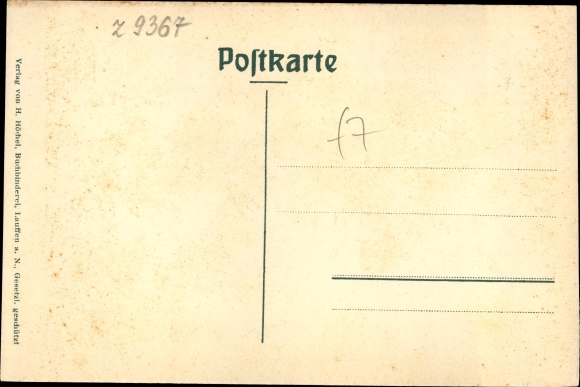 z 9367
Poſtkarte
f7
Verlag von H. Höchel, Buchbinderei, Lauffen a. N., Gesetzl. geschützt